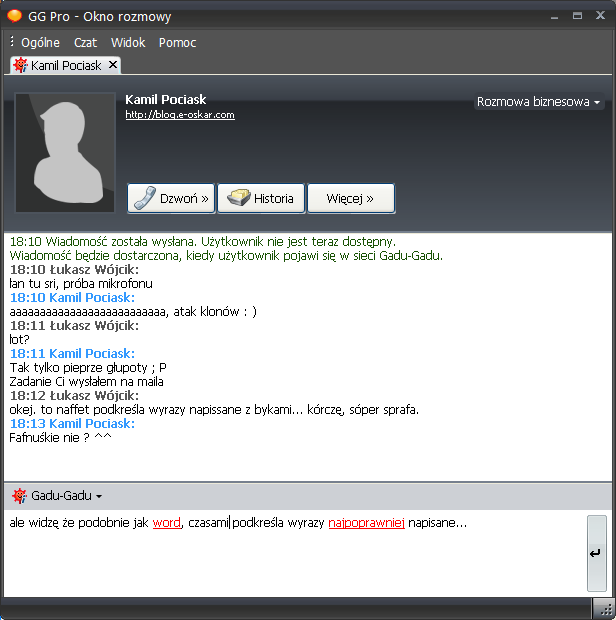 GG Pro - Okno rozmowy
Ogólne Czat Widok Pomoc
Kamil Pociask
Kamil Pociask
http://blog.e-oskar.com
Rozmowa biznesowa
Dzwoń » Historia Więcej »
18:10 Wiadomość została wysłana. Użytkownik nie jest teraz dostępny.
Wiadomość będzie dostarczona, kiedy użytkownik pojawi się w sieci Gadu-Gadu.
18:10 Łukasz Wójcik:
łan tu sri, próba mikrofonu
18:10 Kamil Pociask:
aaaaaaaaaaaaaaaaaaaaaaaaaa, atak klonów : )
18:11 Łukasz Wójcik:
łot?
18:11 Kamil Pociask:
Tak tylko pieprze głupoty ; P
Zadanie Ci wysłałem na maila
18:12 Łukasz Wójcik:
okej. to naffet podkreśla wyrazy napissane z bykami... kórczę, sóper sprafa.
18:13 Kamil Pociask:
Fafnuśkie nie ? ^^
Gadu-Gadu
ale widzę że podobnie jak word, czasami podkreśla wyrazy najpoprawniej napisane...